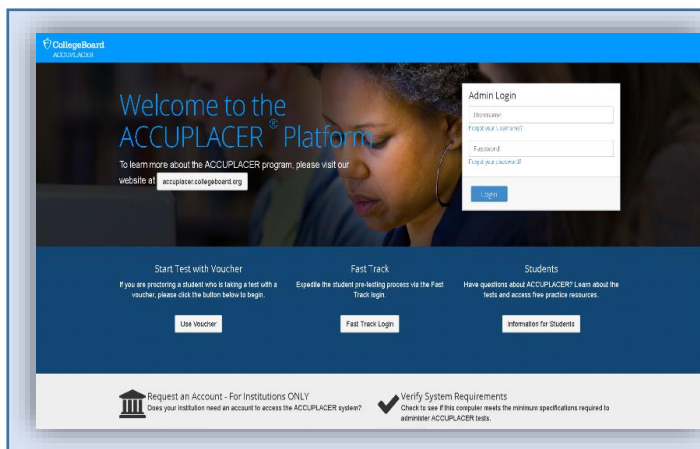 CollegeBoard
ACCUPLACER
Welcome to the
ACCUPLACER® Platform
To learn more about the ACCUPLACER program, please visit our
website at accuplacer.collegeboard.org
Admin Login
Username
Forgot your username?
Password
Forgot your password?
Login
Start Test with Voucher
If you are proctoring a student who is taking a test with a
voucher, please click the button below to begin.
Use Voucher
Fast Track
Expedite the student pre-testing process via the Fast
Track login.
Fast Track Login
Students
Have questions about ACCUPLACER? Learn about the
tests and access free practice resources.
Information for Students
Request an Account - For Institutions ONLY
Does your institution need an account to access the ACCUPLACER system?
Verify System Requirements
Check to see if this computer meets the minimum specifications required to
administer ACCUPLACER tests.